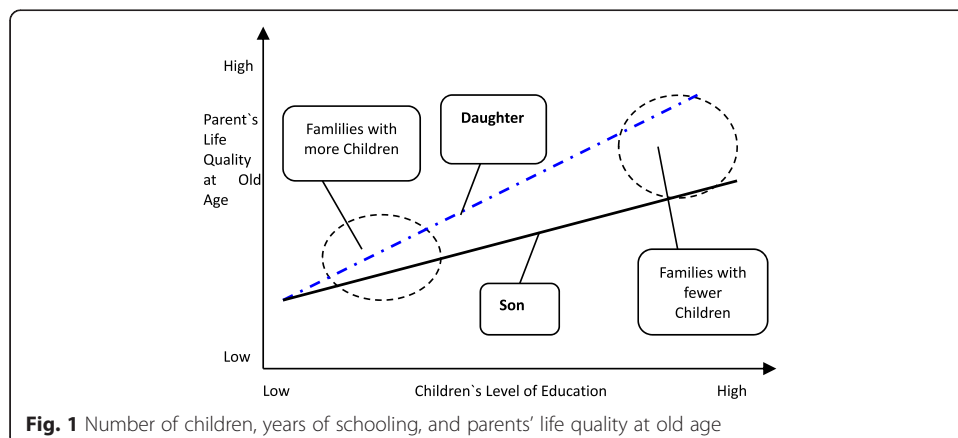 High
Parent`s
Life
Quality
at Old
Age
Famliies with
more Children
Daughter
Son
Families with
fewer
Children
Low
Low
Children`s Level of Education
High
Fig. 1 Number of children, years of schooling, and parents’ life quality at old age